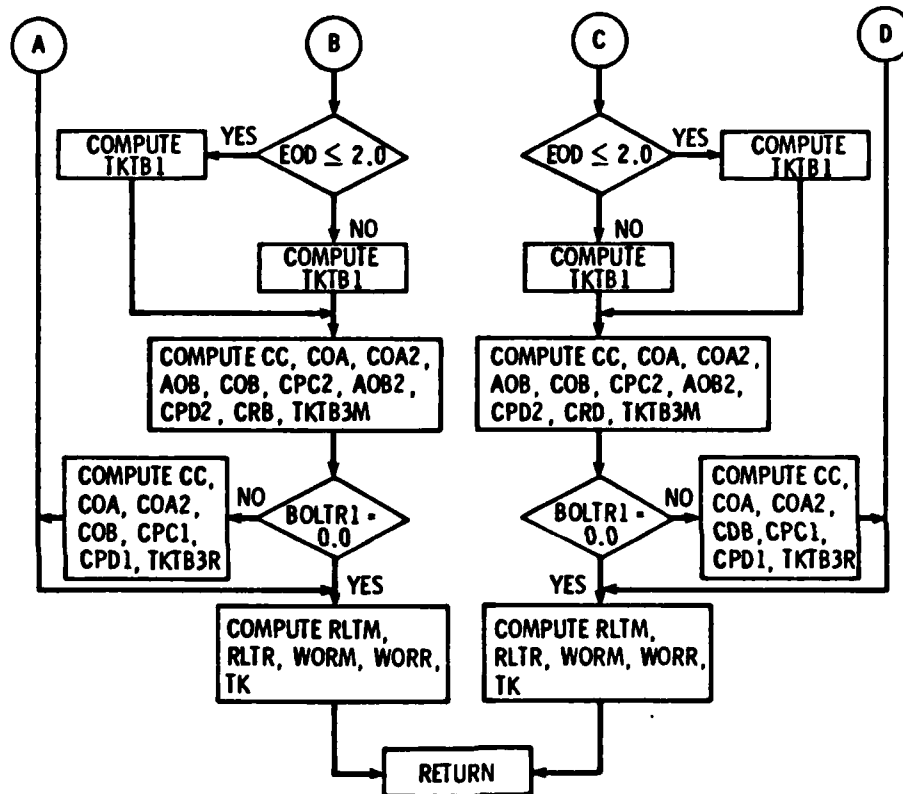 A
B
C
D
EOD ≤ 2.0
YES
COMPUTE
TKTB1
NO
COMPUTE
TKTB1
EOD ≤ 2.0
YES
COMPUTE
TKTB1
NO
COMPUTE
TKTB1
COMPUTE CC, COA, COA2,
AOB, COB, CPC2, AOB2,
CPD2, CRB, TKTB3M
COMPUTE CC, COA, COA2,
AOB, COB, CPC2, AOB2,
CPD2, CRD, TKTB3M
BOLTR1 =
0.0
NO
COMPUTE CC,
COA, COA2,
COB, CPC1,
CPD1, TKTB3R
YES
BOLTR1 =
0.0
NO
COMPUTE CC,
COA, COA2,
CDB, CPC1,
CPD1, TKTB3R
YES
COMPUTE RLTM,
RLTR, WORM, WORR,
TK
COMPUTE RLTM,
RLTR, WORM, WORR,
TK
RETURN